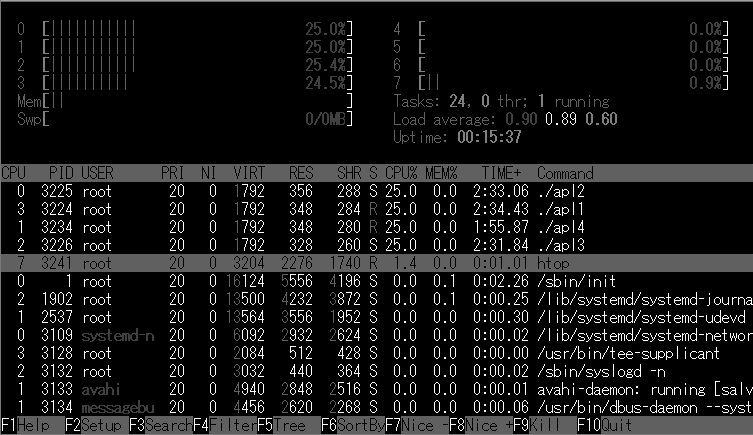 0 [|||||||||||| 25.0%] 4 [ 0.0%]
1 [|||||||||||| 25.0%] 5 [ 0.0%]
2 [|||||||||||| 25.4%] 6 [ 0.0%]
3 [||||||||||| 24.5%] 7 [|| 0.9%]
Mem[|| ] Tasks: 24, 0 thr; 1 running
Swp[ 0/0MB] Load average: 0.90 0.89 0.60
Uptime: 00:15:37
CPU PID USER PRI NI VIRT RES SHR S CPU% MEM% TIME+ Command
0 3225 root 20 0 1792 356 288 S 25.0 0.0 2:33.06 ./apl2
3 3224 root 20 0 1792 348 284 R 25.0 0.0 2:34.43 ./apl1
1 3234 root 20 0 1792 348 280 R 25.0 0.0 1:55.87 ./apl4
2 3226 root 20 0 1792 328 260 S 25.0 0.0 2:31.84 ./apl3
7 3241 root 20 0 3204 2276 1740 R 1.4 0.0 0:01.01 htop
0 1 root 20 0 16124 5556 4196 S 0.0 0.1 0:02.26 /sbin/init
2 1902 root 20 0 13500 4232 3872 S 0.0 0.1 0:00.25 /lib/systemd/systemd-journa
1 2537 root 20 0 13564 3556 1952 S 0.0 0.0 0:00.30 /lib/systemd/systemd-udevd
0 3109 systemd-n 20 0 6092 2932 2624 S 0.0 0.0 0:00.02 /lib/systemd/systemd-networ
3 3128 root 20 0 2084 512 428 S 0.0 0.0 0:00.00 /usr/bin/tee-supplicant
2 3132 root 20 0 3032 440 364 S 0.0 0.0 0:00.02 /sbin/syslogd -n
1 3133 avahi 20 0 4940 2848 2516 S 0.0 0.0 0:00.01 avahi-daemon: running [salv
1 3134 messagebu 20 0 4456 2620 2268 S 0.0 0.0 0:00.06 /usr/bin/dbus-daemon --syst
F1Help F2Setup F3SearchF4FilterF5Tree F6SortByF7Nice -F8Nice +F9Kill F10Quit